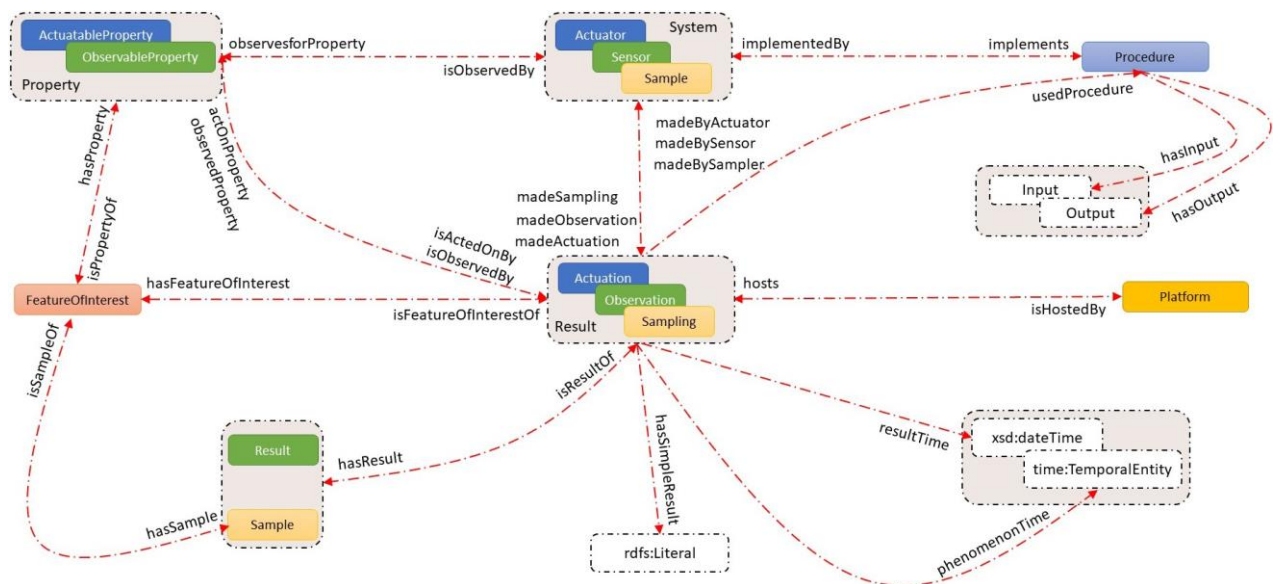 ActuatableProperty
ObservableProperty
Property
observesforProperty
isObservedBy
Actuator
System
Sensor
Sample
implementedBy
implements
Procedure
usedProcedure
hasInput
hasOutput
Input
Output
hasProperty
isPropertyOf
actOnProperty
observedProperty
madeByActuator
madeBySensor
madeBySampler
madeSampling
madeObservation
madeActuation
isActedOnBy
isObservedBy
FeatureOfInterest
hasFeatureOfInterest
isFeatureOfInterestOf
Actuation
Observation
Sampling
Result
hosts
isHostedBy
Platform
isSampleOf
hasSample
Result
Sample
hasResult
isResultOf
hasSimpleResult
rdfs:Literal
resultTime
phenomenonTime
xsd:dateTime
time:TemporalEntity